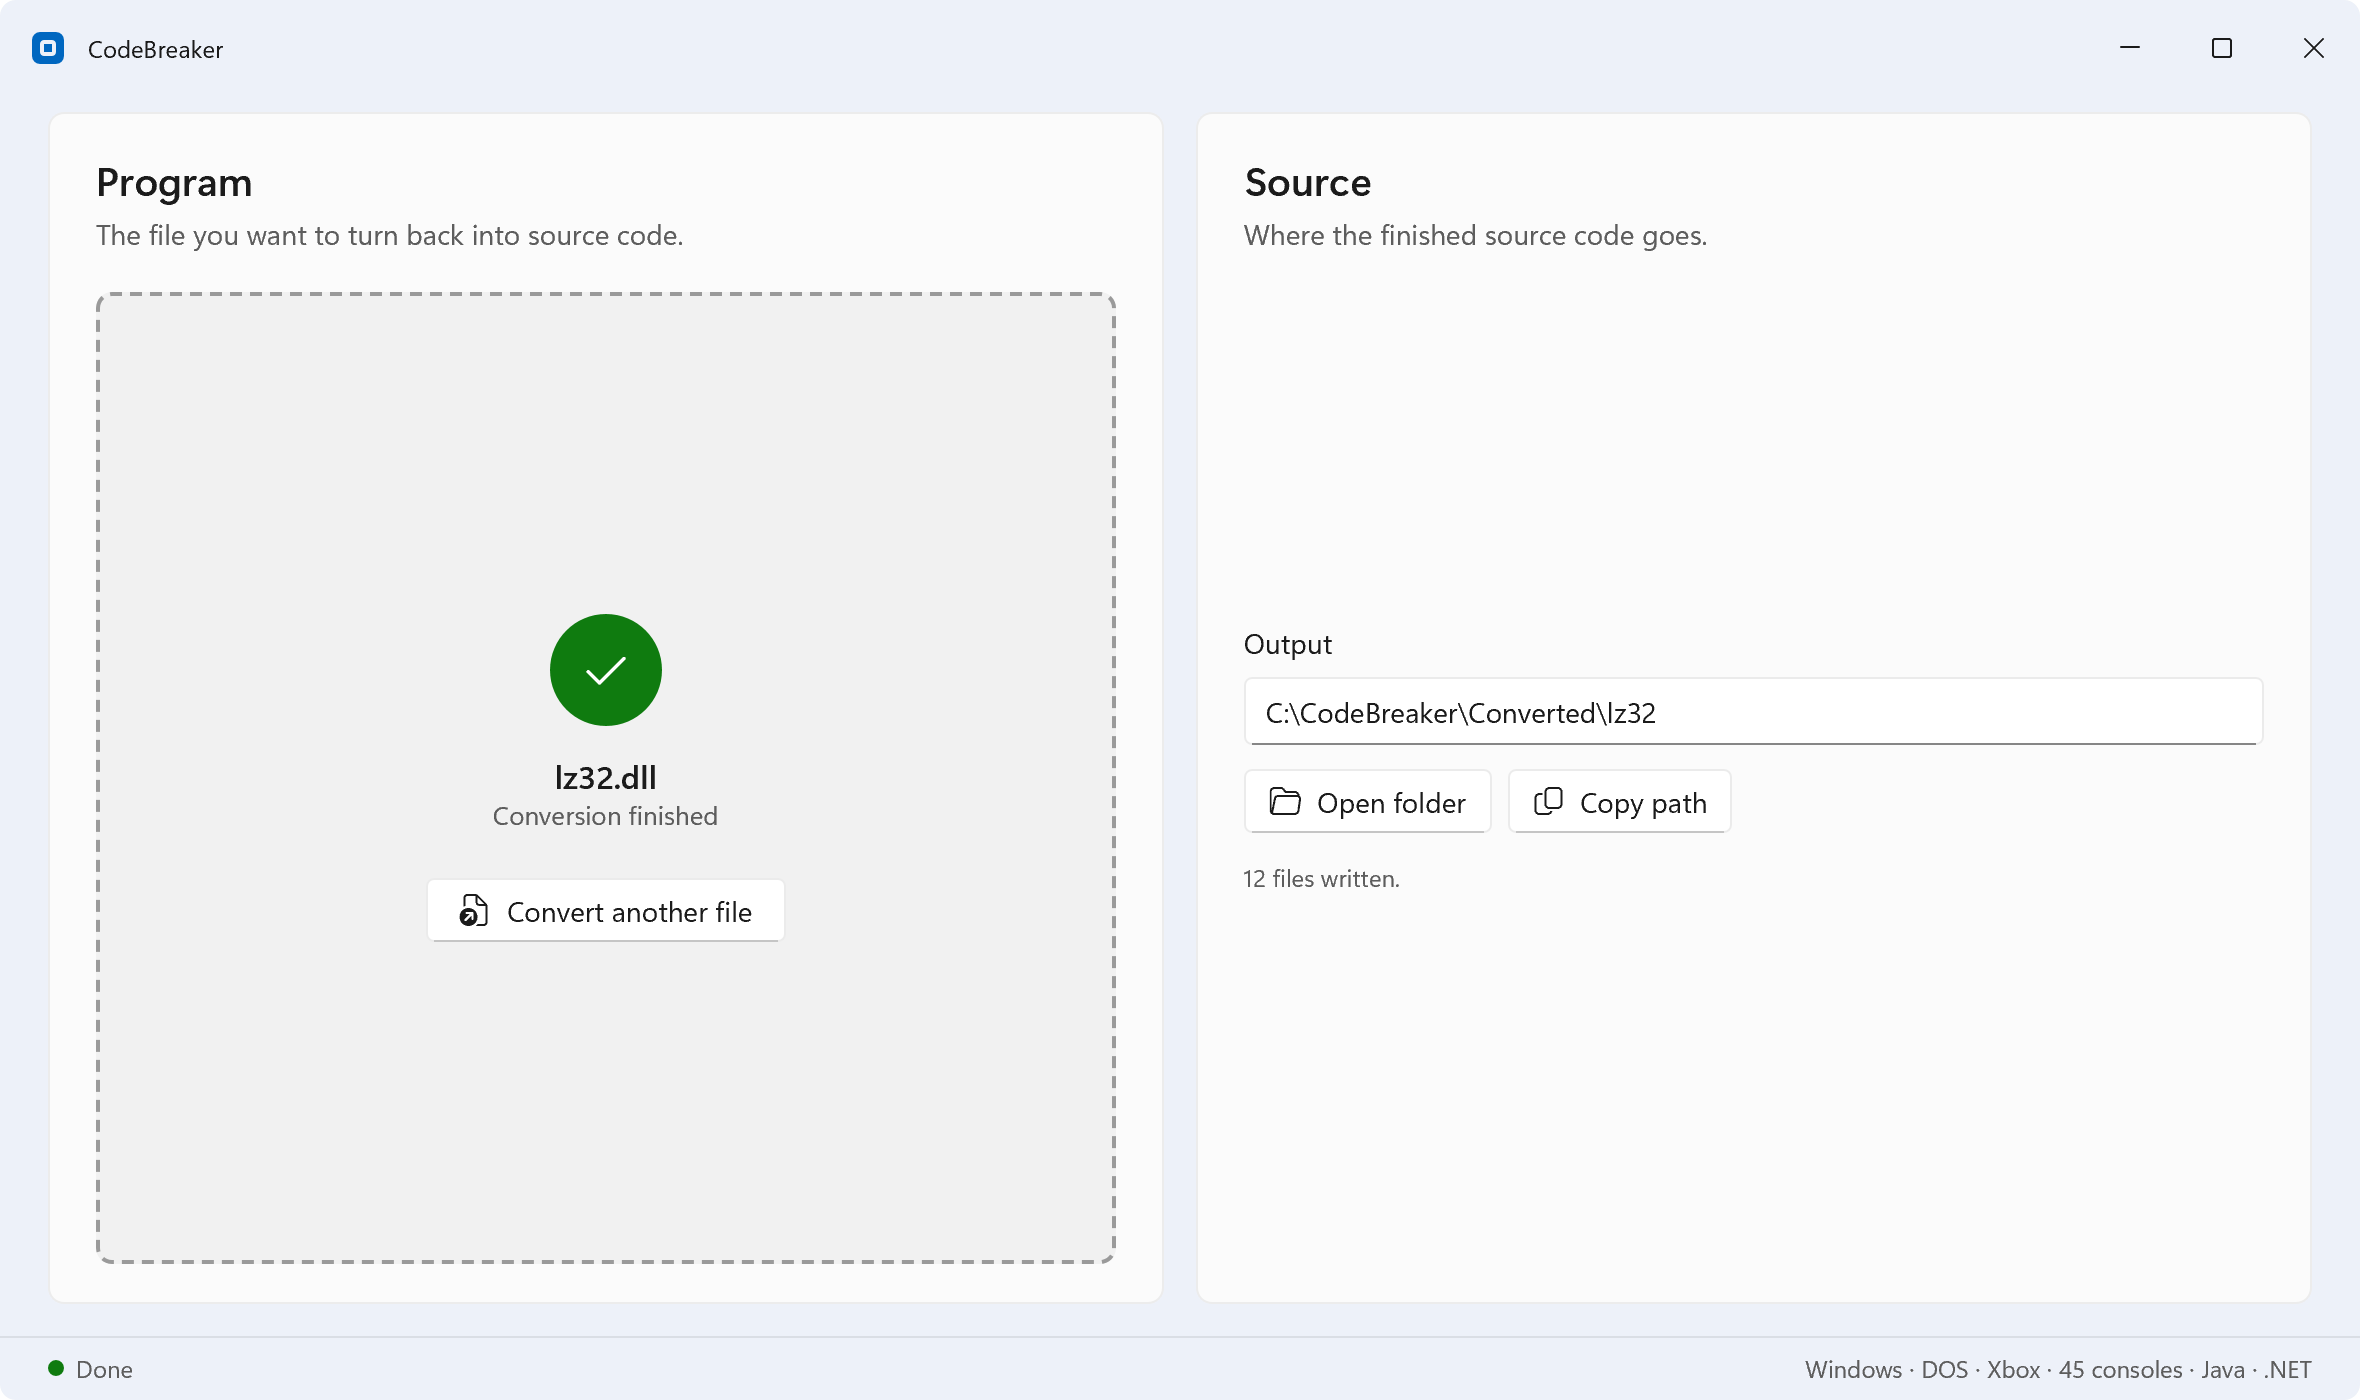 CodeBreaker
Program
The file you want to turn back into source code.
lz32.dll
Conversion finished
Convert another file
Source
Where the finished source code goes.
Output
C:\CodeBreaker\Converted\lz32
Open folder
Copy path
12 files written.
Done
Windows · DOS · Xbox · 45 consoles · Java · .NET